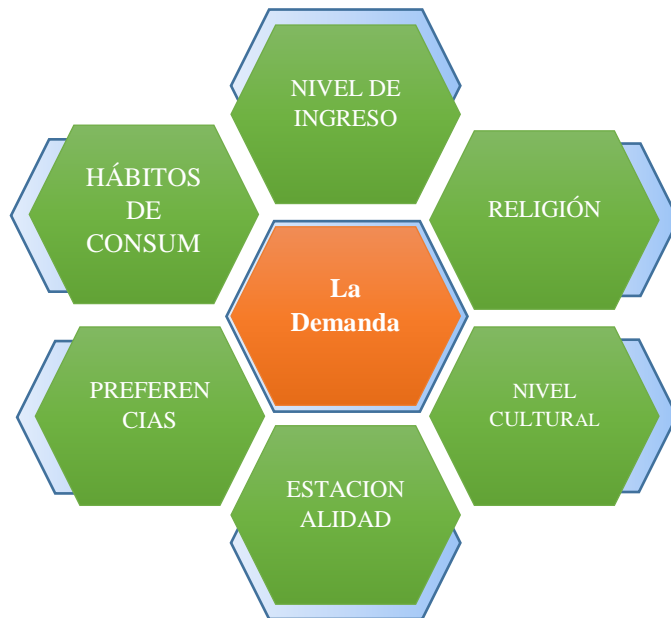 NIVEL DE
INGRESO
HÁBITOS
DE
CONSUM
RELIGIÓN
La
Demanda
PREFEREN
CIAS
NIVEL
CULTURAL
ESTACION
ALIDAD